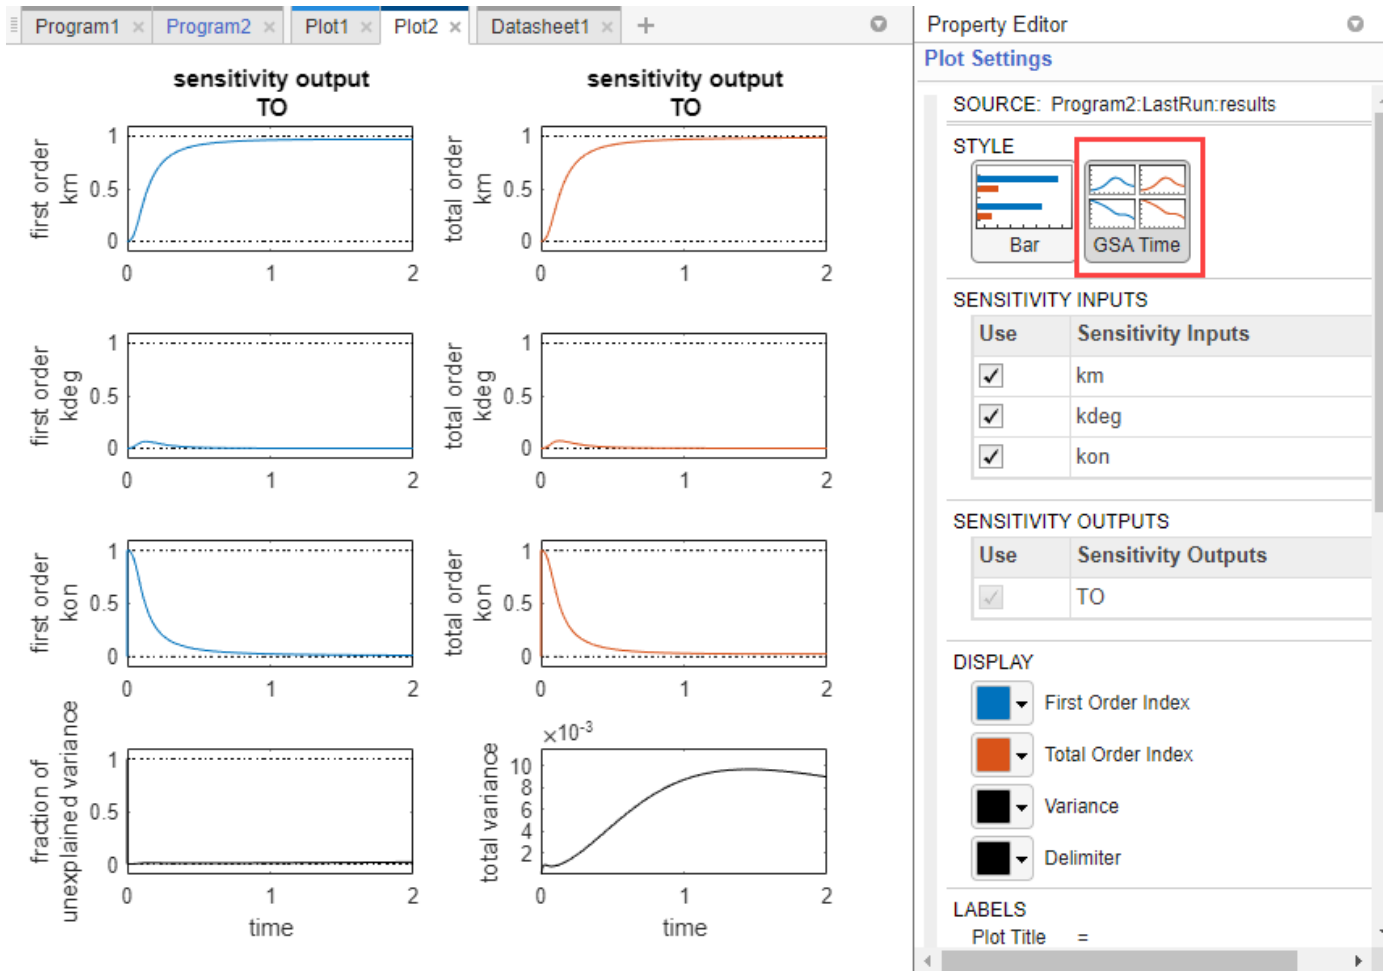 Program1 × Program2 × Plot1 × Plot2 × Datasheet1 × +
sensitivity output
TO
sensitivity output
TO
first order
km
1
0.5
0
0 1 2
total order
km
1
0.5
0
0 1 2
first order
kdeg
1
0.5
0
0 1 2
total order
kdeg
1
0.5
0
0 1 2
first order
kon
1
0.5
0
0 1 2
total order
kon
1
0.5
0
0 1 2
fraction of
unexplained variance
1
0.5
0
0 1 2
time
total variance
×10-3
10
8
6
4
2
0 1 2
time
Property Editor
Plot Settings
SOURCE: Program2:LastRun:results
STYLE
Bar GSA Time
SENSITIVITY INPUTS
Use Sensitivity Inputs
km
kdeg
kon
SENSITIVITY OUTPUTS
Use Sensitivity Outputs
TO
DISPLAY
First Order Index
Total Order Index
Variance
Delimiter
LABELS
Plot Title =